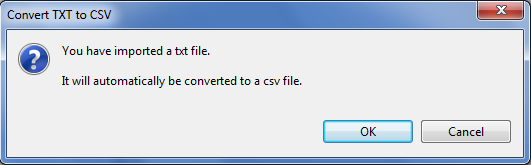 Convert TXT to CSV
You have imported a txt file.
It will automatically be converted to a csv file.
OK
Cancel